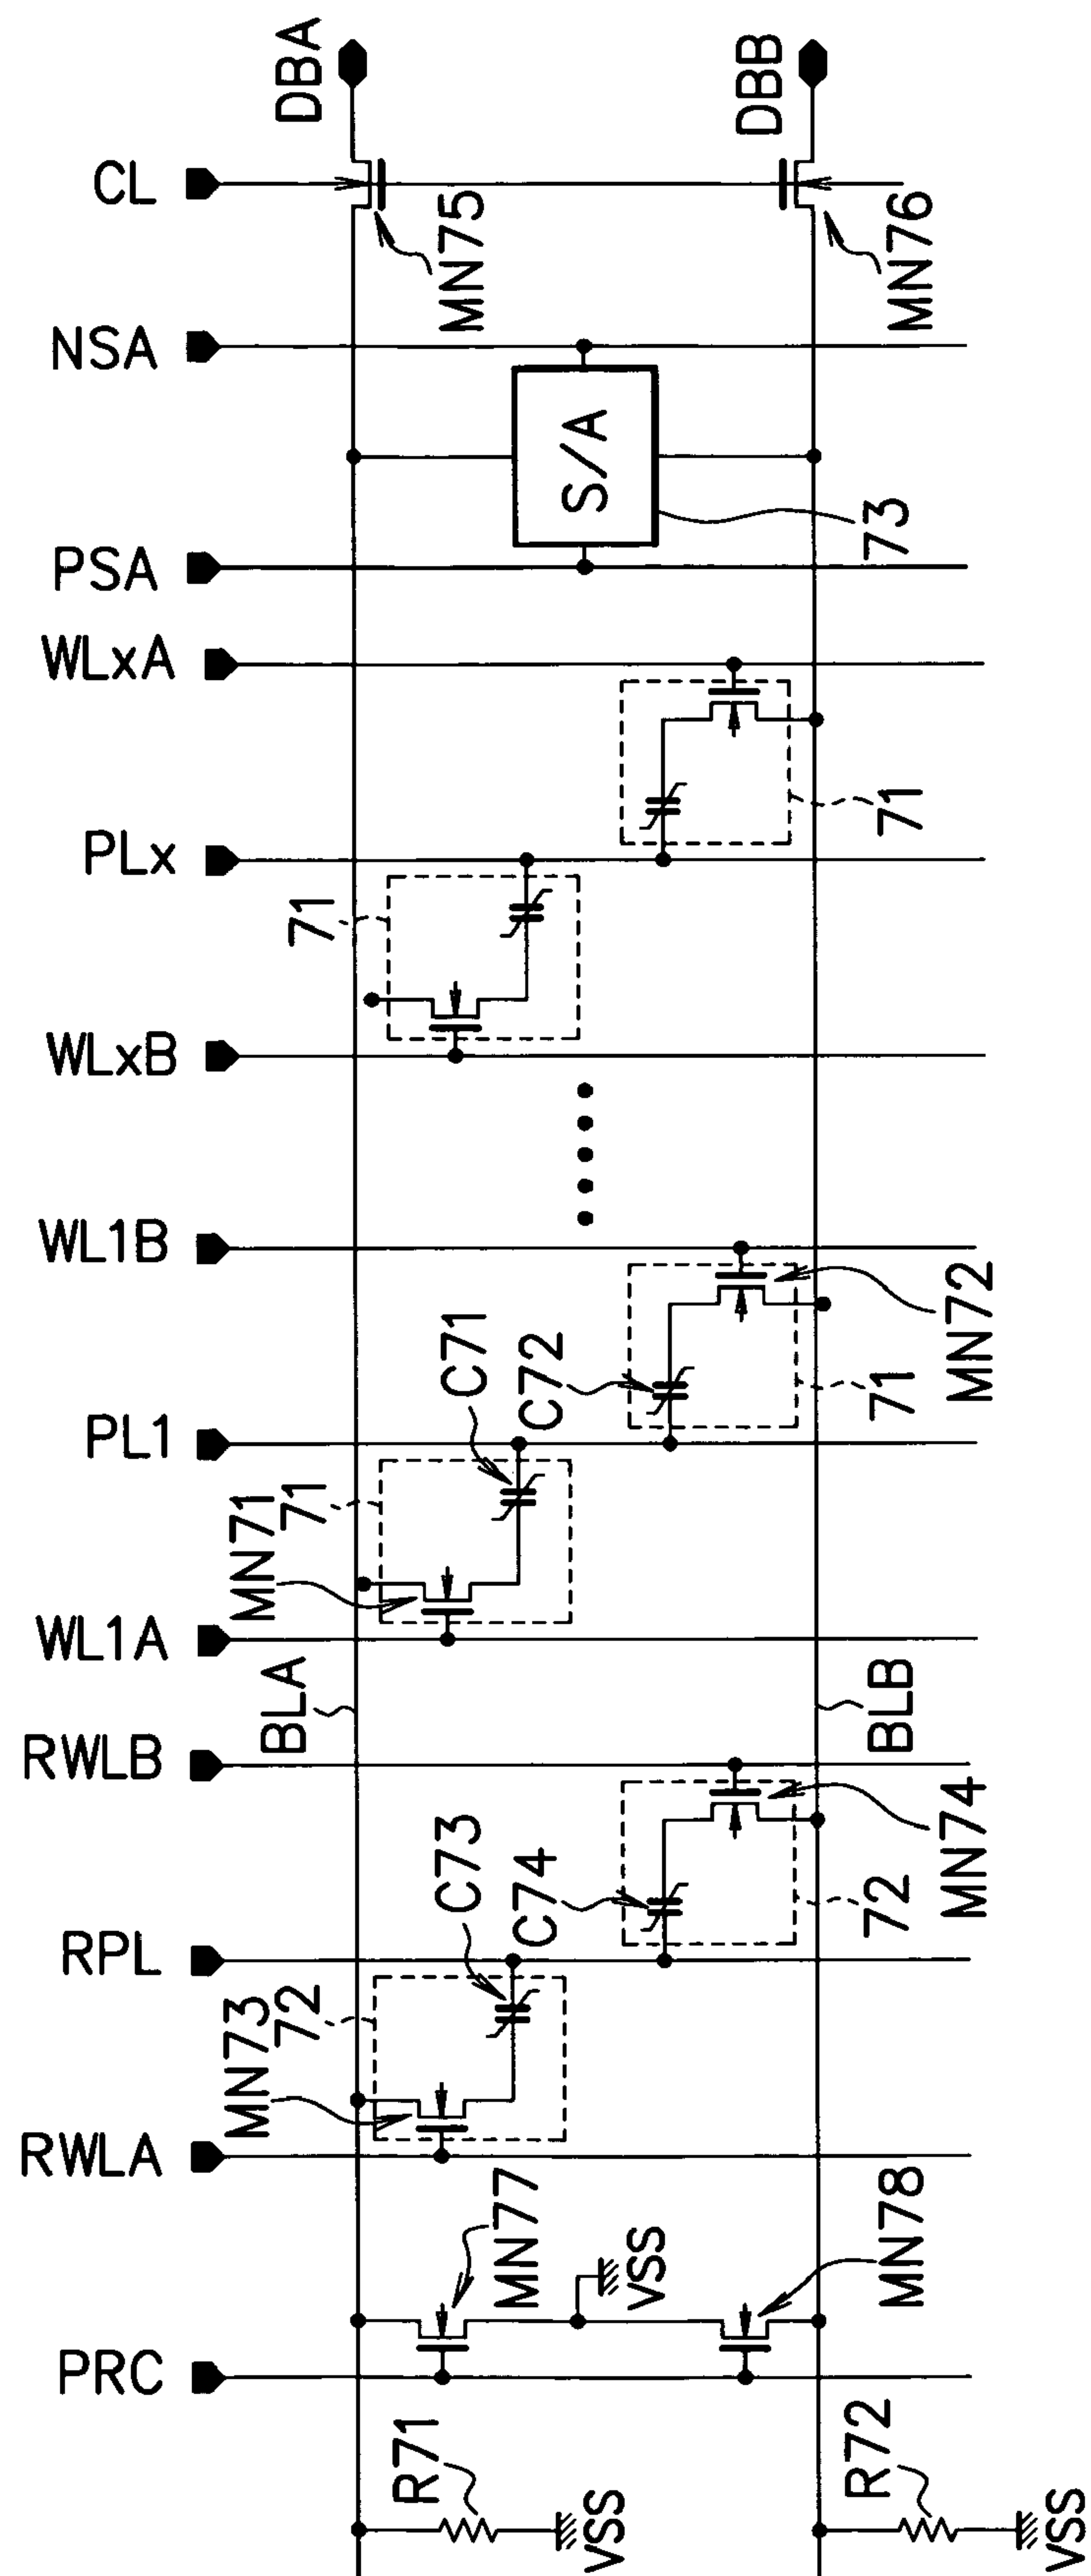 DBA
DBB
CL
MN75
MN76
NSA
S/A
73
PSA
WLxA
71
PLx
71
WLxB
WL1B
MN72
C71
C72
71
PL1
MN71
71
WL1A
BLA
BLB
RWLB
MN74
C73
C74
72
RPL
MN73
72
RWLA
MN77
VSS
MN78
PRC
R71
VSS
R72
VSS